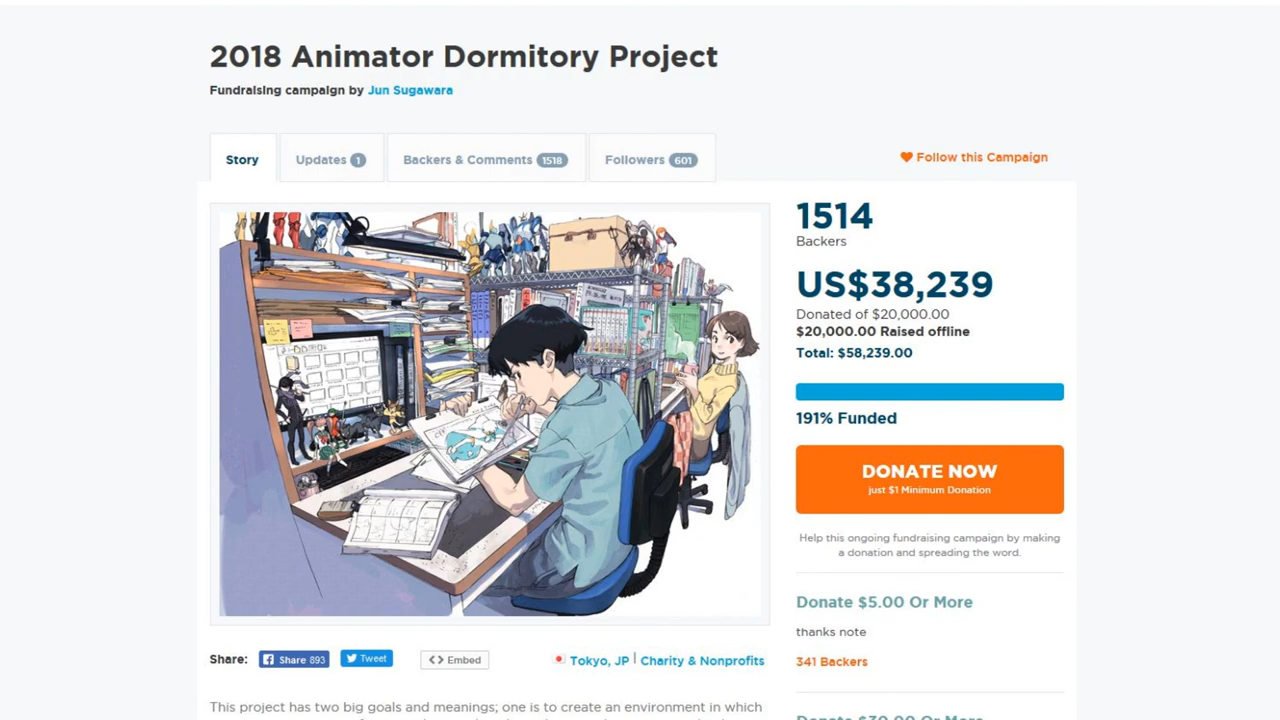 2018 Animator Dormitory Project
Fundraising campaign by Jun Sugawara
Story
Updates 1
Backers & Comments 1518
Followers 601
Follow this Campaign
1514
Backers
US$38,239
Donated of $20,000.00
$20,000.00 Raised offline
Total: $58,239.00
191% Funded
DONATE NOW
just $1 Minimum Donation
Help this ongoing fundraising campaign by making
a donation and spreading the word.
Donate $5.00 Or More
thanks note
341 Backers
Share:
Share 893
Tweet
Embed
Tokyo, JP | Charity & Nonprofits
This project has two big goals and meanings; one is to create an environment in which